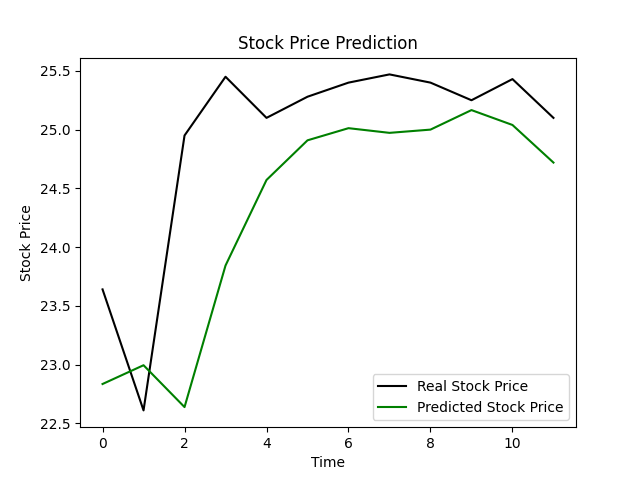 Stock Price Prediction
Stock Price
25.5
25.0
24.5
24.0
23.5
23.0
22.5
Real Stock Price
Predicted Stock Price
0 2 4 6 8 10
Time